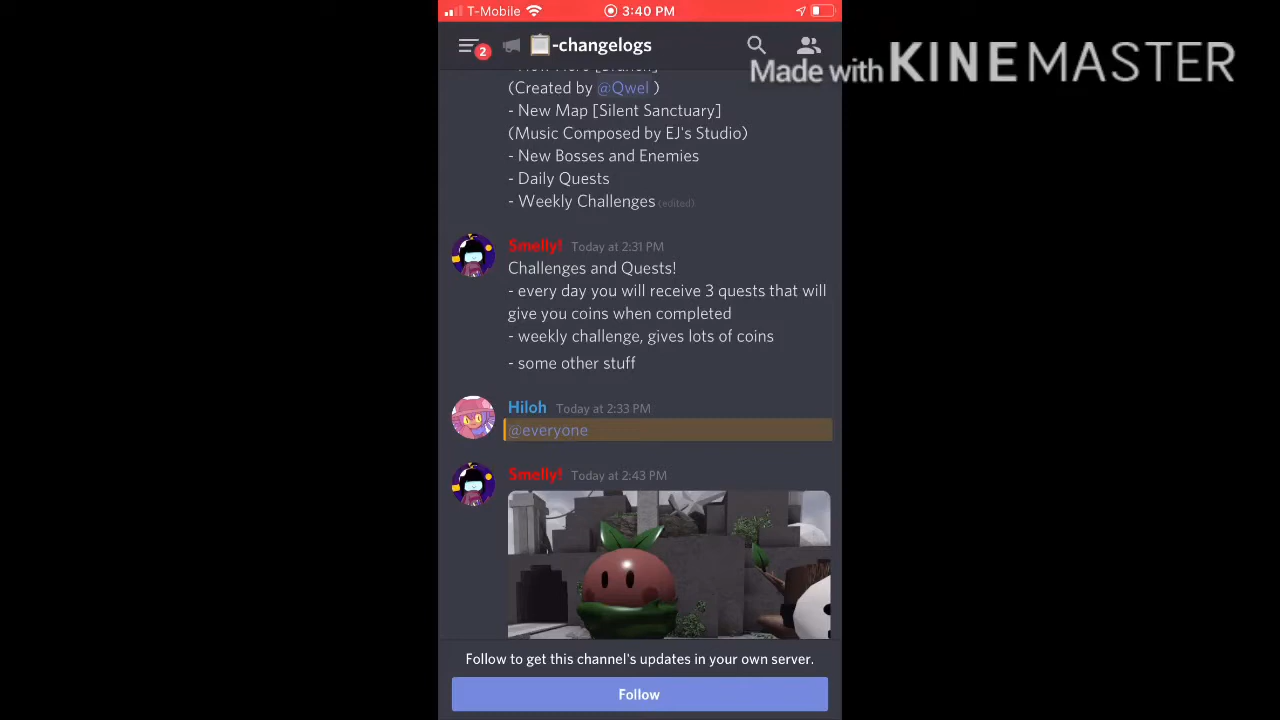 T-Mobile 3:40 PM
2 -changelogs
Made with KINEMASTER
(Created by @Qwel )
- New Map [Silent Sanctuary]
(Music Composed by EJ's Studio)
- New Bosses and Enemies
- Daily Quests
- Weekly Challenges (edited)
Smelly! Today at 2:31 PM
Challenges and Quests!
- every day you will receive 3 quests that will
give you coins when completed
- weekly challenge, gives lots of coins
- some other stuff
Hiloh Today at 2:33 PM
@everyone
Smelly! Today at 2:43 PM
Follow to get this channel's updates in your own server.
Follow